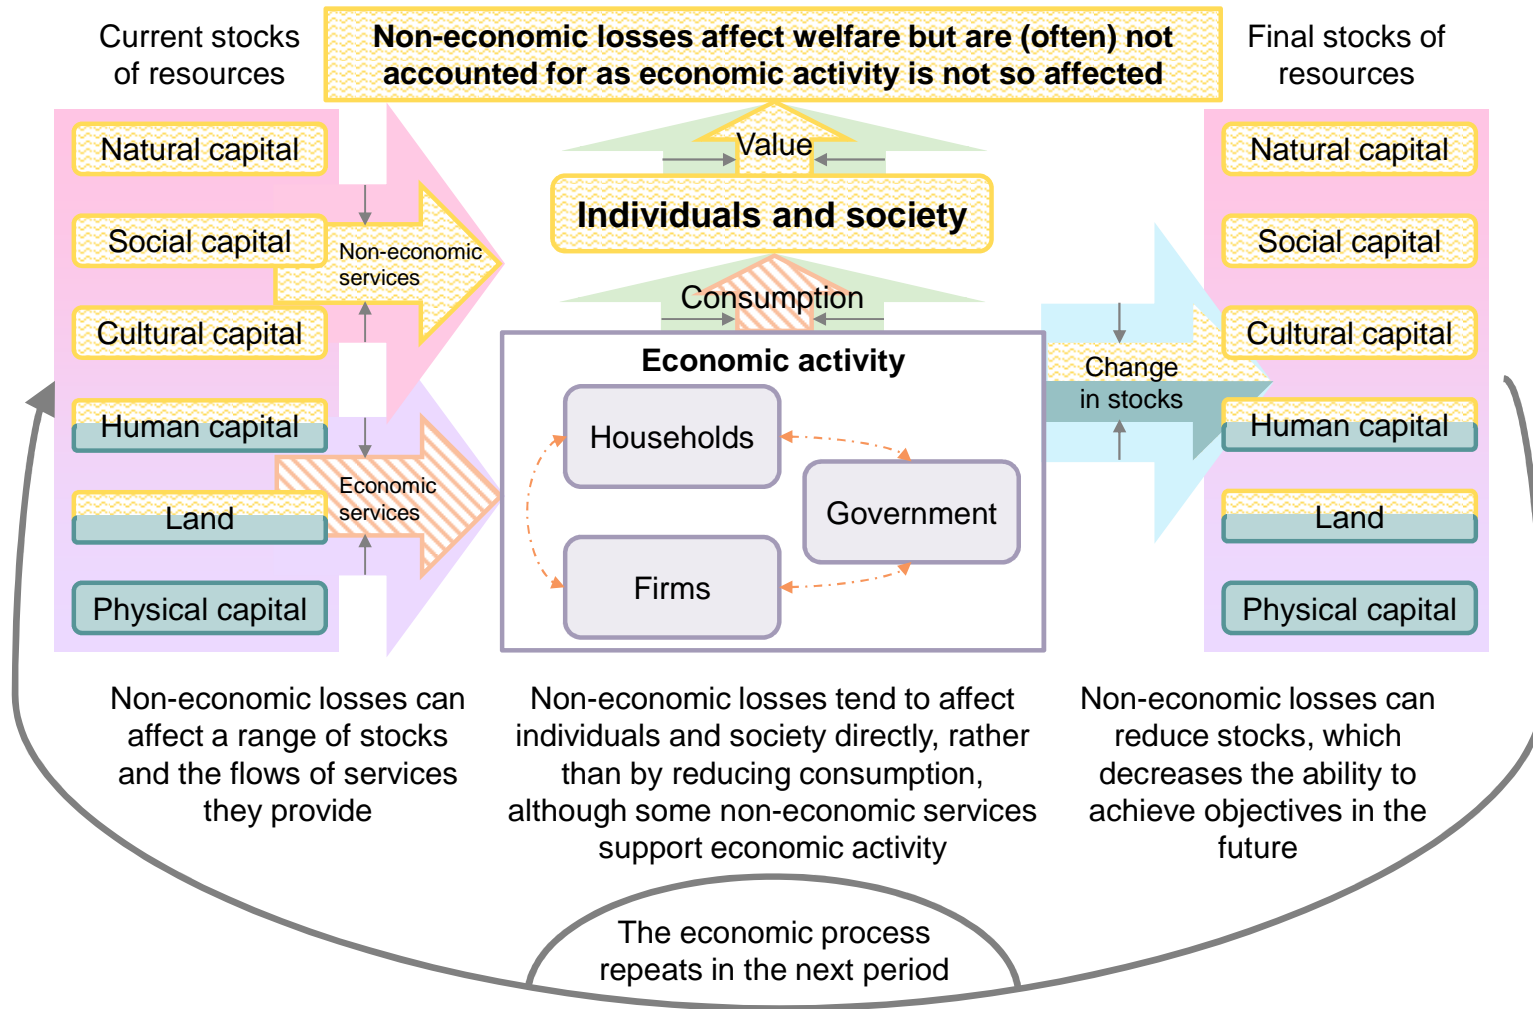 Current stocks
of resources
Non-economic losses affect welfare but are (often) not
accounted for as economic activity is not so affected
Final stocks of
resources
Natural capital
Social capital
Cultural capital
Human capital
Land
Physical capital
Non-economic
services
Economic
services
Value
Individuals and society
Consumption
Economic activity
Households
Government
Firms
Change
in stocks
Natural capital
Social capital
Cultural capital
Human capital
Land
Physical capital
Non-economic losses can
affect a range of stocks
and the flows of services
they provide
Non-economic losses tend to affect
individuals and society directly, rather
than by reducing consumption,
although some non-economic services
support economic activity
Non-economic losses can
reduce stocks, which
decreases the ability to
achieve objectives in the
future
The economic process
repeats in the next period